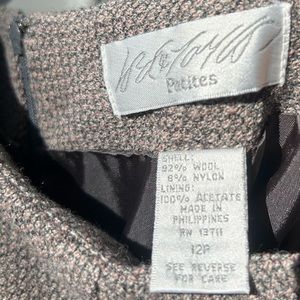 Petites
SHELL:
92% WOOL
8% NYLON
LINING:
100% ACETATE
MADE IN
PHILIPPINES
RN 13711
12P
SEE REVERSE
FOR CARE